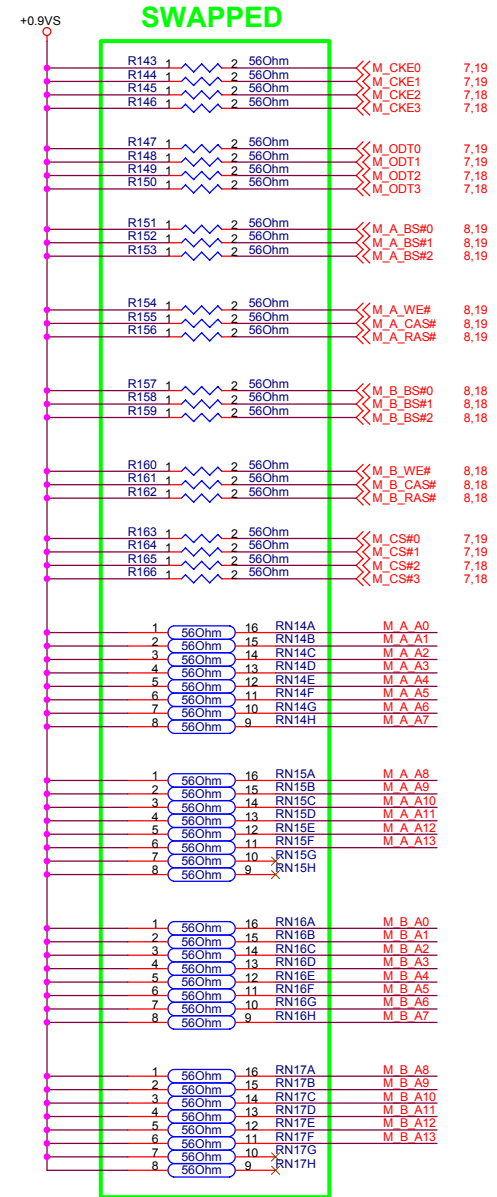 SWAPPED
+0.9VS
R143 1 2 56Ohm M_CKE0 7,19
R144 1 2 56Ohm M_CKE1 7,19
R145 1 2 56Ohm M_CKE2 7,18
R146 1 2 56Ohm M_CKE3 7,18
R147 1 2 56Ohm M_ODT0 7,19
R148 1 2 56Ohm M_ODT1 7,19
R149 1 2 56Ohm M_ODT2 7,18
R150 1 2 56Ohm M_ODT3 7,18
R151 1 2 56Ohm M_A_BS#0 8,19
R152 1 2 56Ohm M_A_BS#1 8,19
R153 1 2 56Ohm M_A_BS#2 8,19
R154 1 2 56Ohm M_A_WE# 8,19
R155 1 2 56Ohm M_A_CAS# 8,19
R156 1 2 56Ohm M_A_RAS# 8,19
R157 1 2 56Ohm M_B_BS#0 8,18
R158 1 2 56Ohm M_B_BS#1 8,18
R159 1 2 56Ohm M_B_BS#2 8,18
R160 1 2 56Ohm M_B_WE# 8,18
R161 1 2 56Ohm M_B_CAS# 8,18
R162 1 2 56Ohm M_B_RAS# 8,18
R163 1 2 56Ohm M_CS#0 7,19
R164 1 2 56Ohm M_CS#1 7,19
R165 1 2 56Ohm M_CS#2 7,18
R166 1 2 56Ohm M_CS#3 7,18
1 56Ohm 16 RN14A M_A_A0
2 56Ohm 15 RN14B M_A_A1
3 56Ohm 14 RN14C M_A_A2
4 56Ohm 13 RN14D M_A_A3
5 56Ohm 12 RN14E M_A_A4
6 56Ohm 11 RN14F M_A_A5
7 56Ohm 10 RN14G M_A_A6
8 56Ohm 9 RN14H M_A_A7
1 56Ohm 16 RN15A M_A_A8
2 56Ohm 15 RN15B M_A_A9
3 56Ohm 14 RN15C M_A_A10
4 56Ohm 13 RN15D M_A_A11
5 56Ohm 12 RN15E M_A_A12
6 56Ohm 11 RN15F M_A_A13
7 56Ohm 10 RN15G
8 56Ohm 9 RN15H
1 56Ohm 16 RN16A M_B_A0
2 56Ohm 15 RN16B M_B_A1
3 56Ohm 14 RN16C M_B_A2
4 56Ohm 13 RN16D M_B_A3
5 56Ohm 12 RN16E M_B_A4
6 56Ohm 11 RN16F M_B_A5
7 56Ohm 10 RN16G M_B_A6
8 56Ohm 9 RN16H M_B_A7
1 56Ohm 16 RN17A M_B_A8
2 56Ohm 15 RN17B M_B_A9
3 56Ohm 14 RN17C M_B_A10
4 56Ohm 13 RN17D M_B_A11
5 56Ohm 12 RN17E M_B_A12
6 56Ohm 11 RN17F M_B_A13
7 56Ohm 10 RN17G
8 56Ohm 9 RN17H